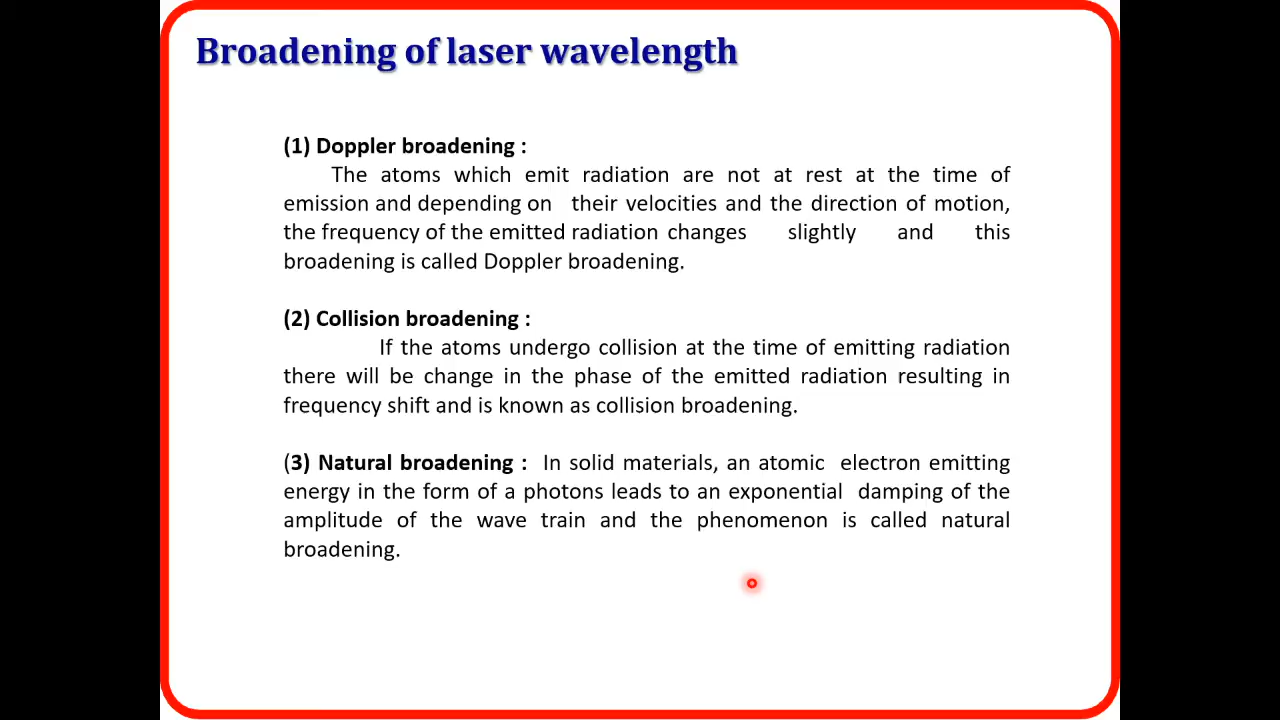 Broadening of laser wavelength
(1) Doppler broadening :
The atoms which emit radiation are not at rest at the time of
emission and depending on their velocities and the direction of motion,
the frequency of the emitted radiation changes slightly and this
broadening is called Doppler broadening.
(2) Collision broadening :
If the atoms undergo collision at the time of emitting radiation
there will be change in the phase of the emitted radiation resulting in
frequency shift and is known as collision broadening.
(3) Natural broadening : In solid materials, an atomic electron emitting
energy in the form of a photons leads to an exponential damping of the
amplitude of the wave train and the phenomenon is called natural
broadening.